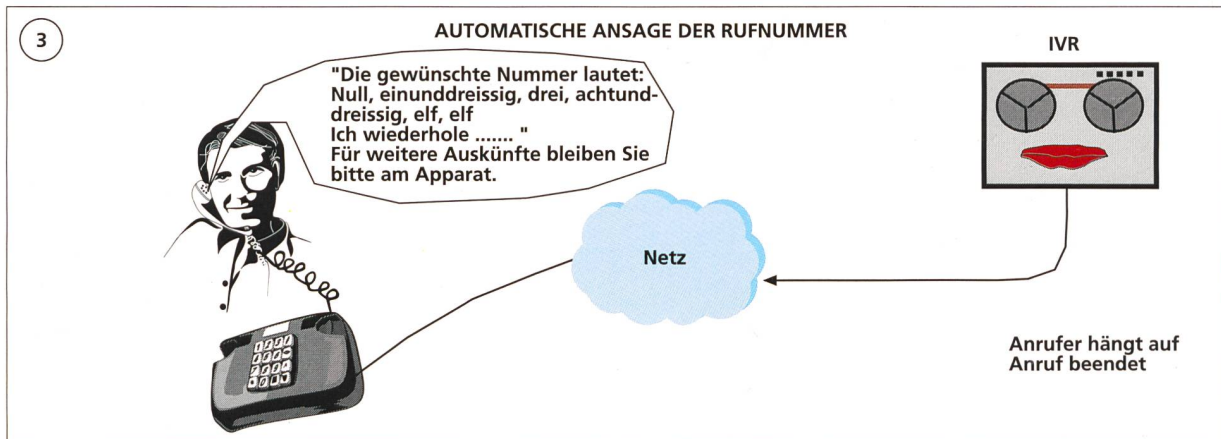 3
AUTOMATISCHE ANSAGE DER RUFNUMMER
IVR
"Die gewünschte Nummer lautet:
Null, einunddreissig, drei, achtund-
dreissig, elf, elf
Ich wiederhole ....... "
Für weitere Auskünfte bleiben Sie
bitte am Apparat.
Netz
Anrufer hängt auf
Anruf beendet